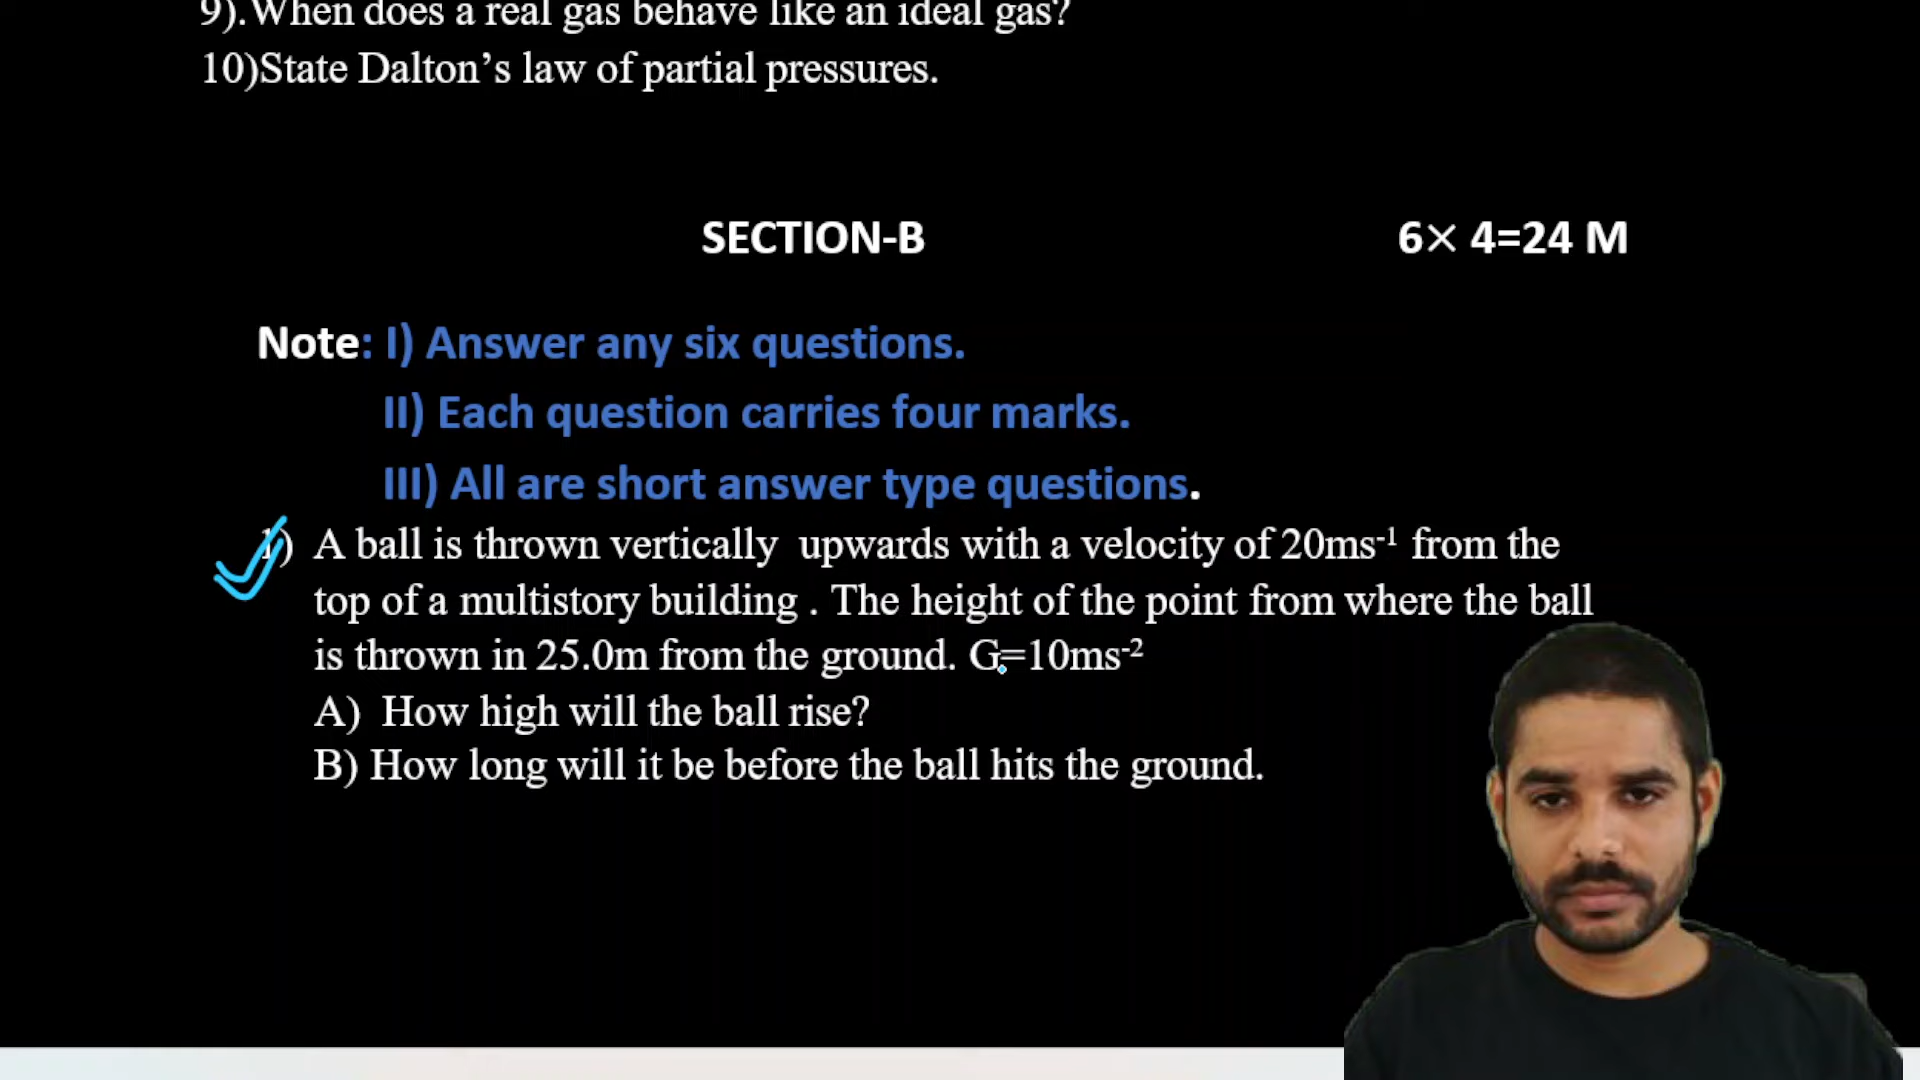 9).When does a real gas behave like an ideal gas?
10)State Dalton’s law of partial pressures.
SECTION-B 6× 4=24 M
Note: I) Answer any six questions.
II) Each question carries four marks.
III) All are short answer type questions.
1) A ball is thrown vertically upwards with a velocity of 20ms⁻¹ from the
top of a multistory building . The height of the point from where the ball
is thrown in 25.0m from the ground. G=10ms⁻²
A) How high will the ball rise?
B) How long will it be before the ball hits the ground.